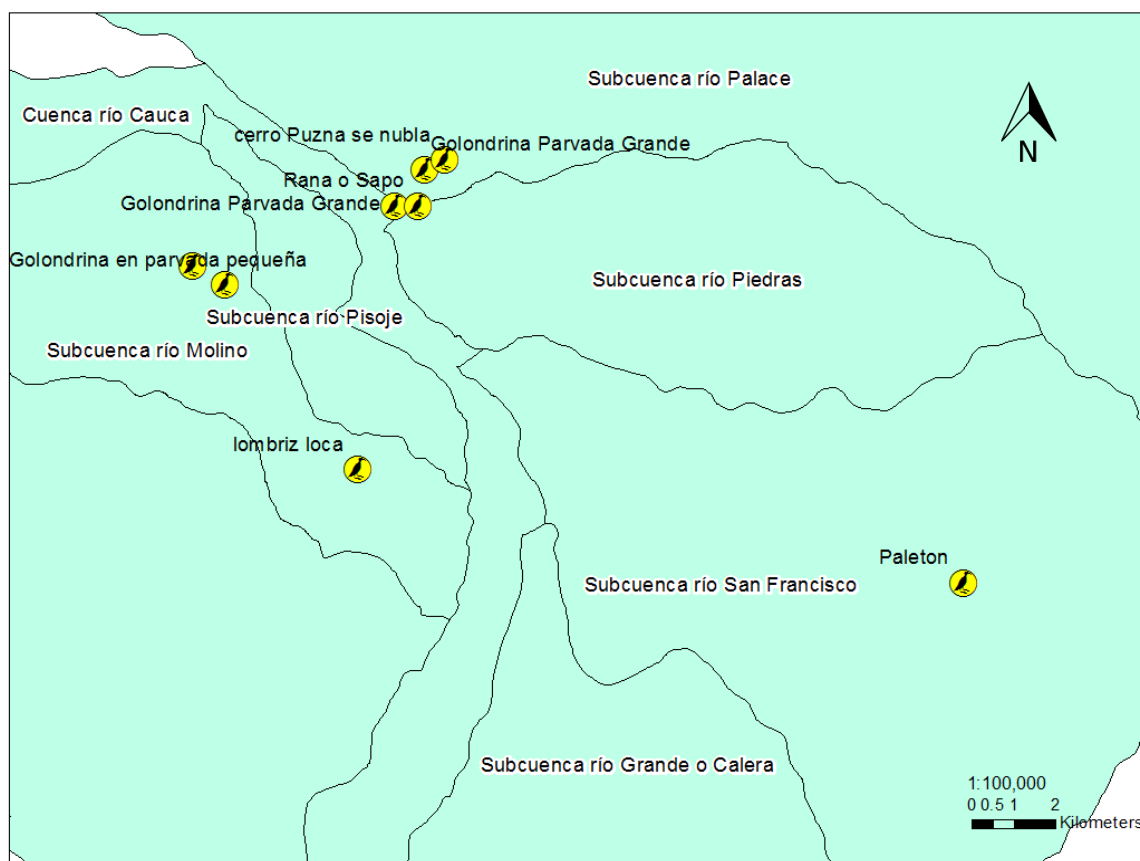 Subcuenca río Palace
Cuenca río Cauca
cerro Puzna se nubla
Golondrina Parvada Grande
N
Rana o Sapo
Golondrina Parvada Grande
Golondrina en parvada pequeña
Subcuenca río Piedras
Subcuenca río Pisoje
Subcuenca río Molino
lombriz loca
Paleton
Subcuenca río San Francisco
Subcuenca río Grande o Calera
1:100,000
0 0.5 1 2
Kilometers